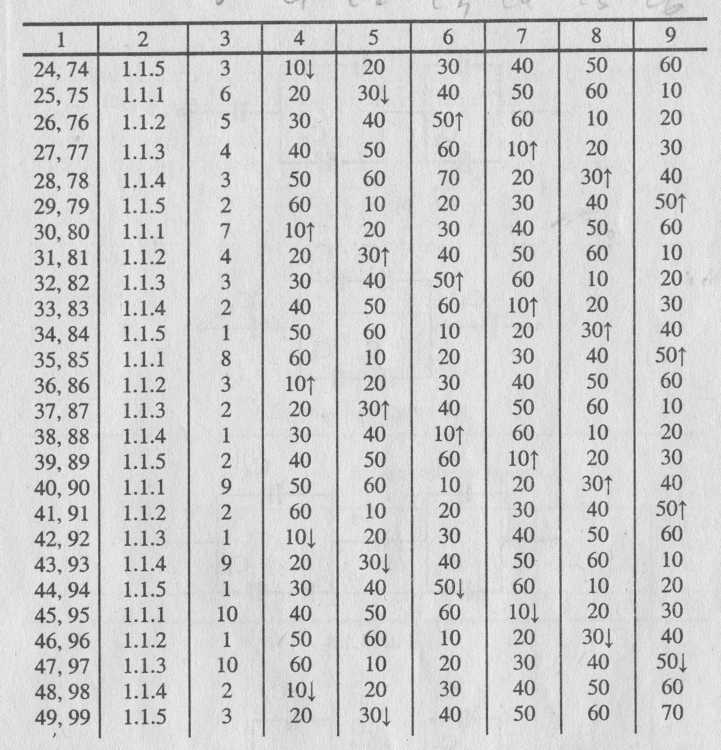 1 2 3 4 5 6 7 8 9
24, 74 1.1.5 3 10↓ 20 30 40 50 60
25, 75 1.1.1 6 20 30↓ 40 50 60 10
26, 76 1.1.2 5 30 40 50↑ 60 10 20
27, 77 1.1.3 4 40 50 60 10↑ 20 30
28, 78 1.1.4 3 50 60 70 20 30↑ 40
29, 79 1.1.5 2 60 10 20 30 40 50↑
30, 80 1.1.1 7 10↑ 20 30 40 50 60
31, 81 1.1.2 4 20 30↑ 40 50 60 10
32, 82 1.1.3 3 30 40 50↑ 60 10 20
33, 83 1.1.4 2 40 50 60 10↑ 20 30
34, 84 1.1.5 1 50 60 10 20 30↑ 40
35, 85 1.1.1 8 60 10 20 30 40 50↑
36, 86 1.1.2 3 10↑ 20 30 40 50 60
37, 87 1.1.3 2 20 30↑ 40 50 60 10
38, 88 1.1.4 1 30 40 10↑ 60 10 20
39, 89 1.1.5 2 40 50 60 10↑ 20 30
40, 90 1.1.1 9 50 60 10 20 30↑ 40
41, 91 1.1.2 2 60 10 20 30 40 50↑
42, 92 1.1.3 1 10↓ 20 30 40 50 60
43, 93 1.1.4 9 20 30↓ 40 50 60 10
44, 94 1.1.5 1 30 40 50↓ 60 10 20
45, 95 1.1.1 10 40 50 60 10↓ 20 30
46, 96 1.1.2 1 50 60 10 20 30↓ 40
47, 97 1.1.3 10 60 10 20 30 40 50↓
48, 98 1.1.4 2 10↓ 20 30 40 50 60
49, 99 1.1.5 3 20 30↓ 40 50 60 70